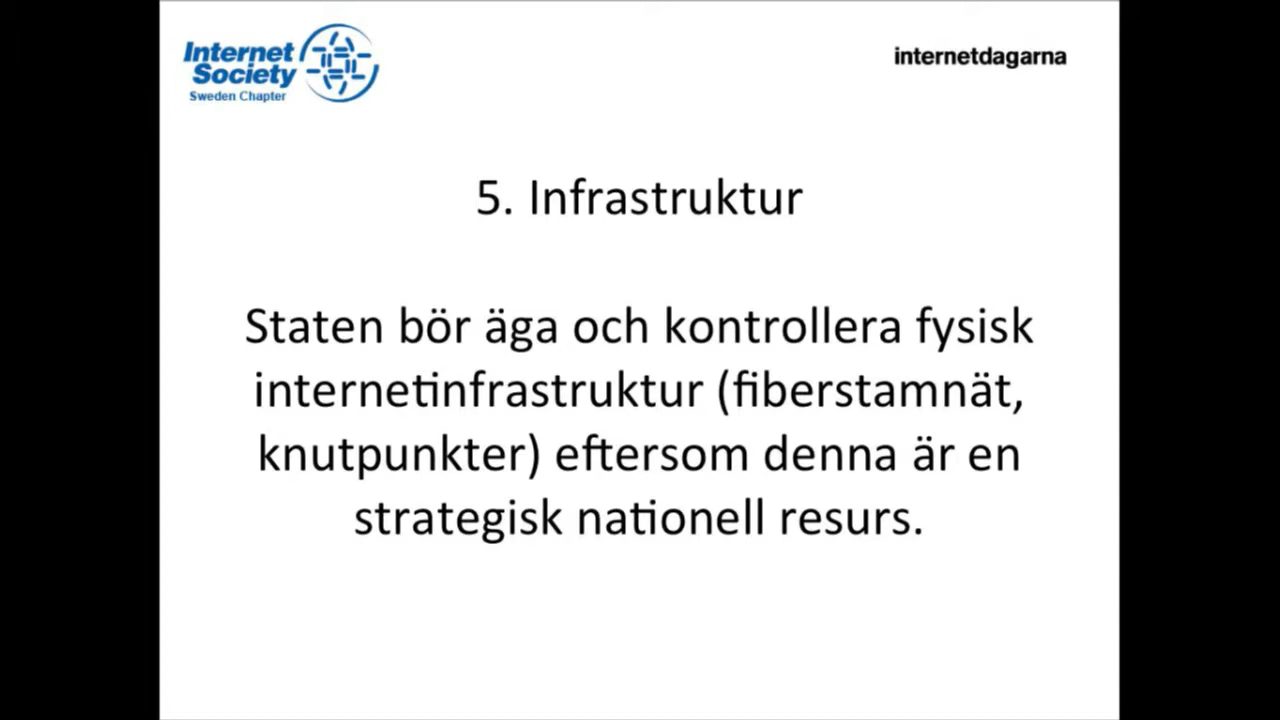 Internet
Society
Sweden Chapter
internetdagarna
5. Infrastruktur
Staten bör äga och kontrollera fysisk
internetinfrastruktur (fiberstamnät,
knutpunkter) eftersom denna är en
strategisk nationell resurs.